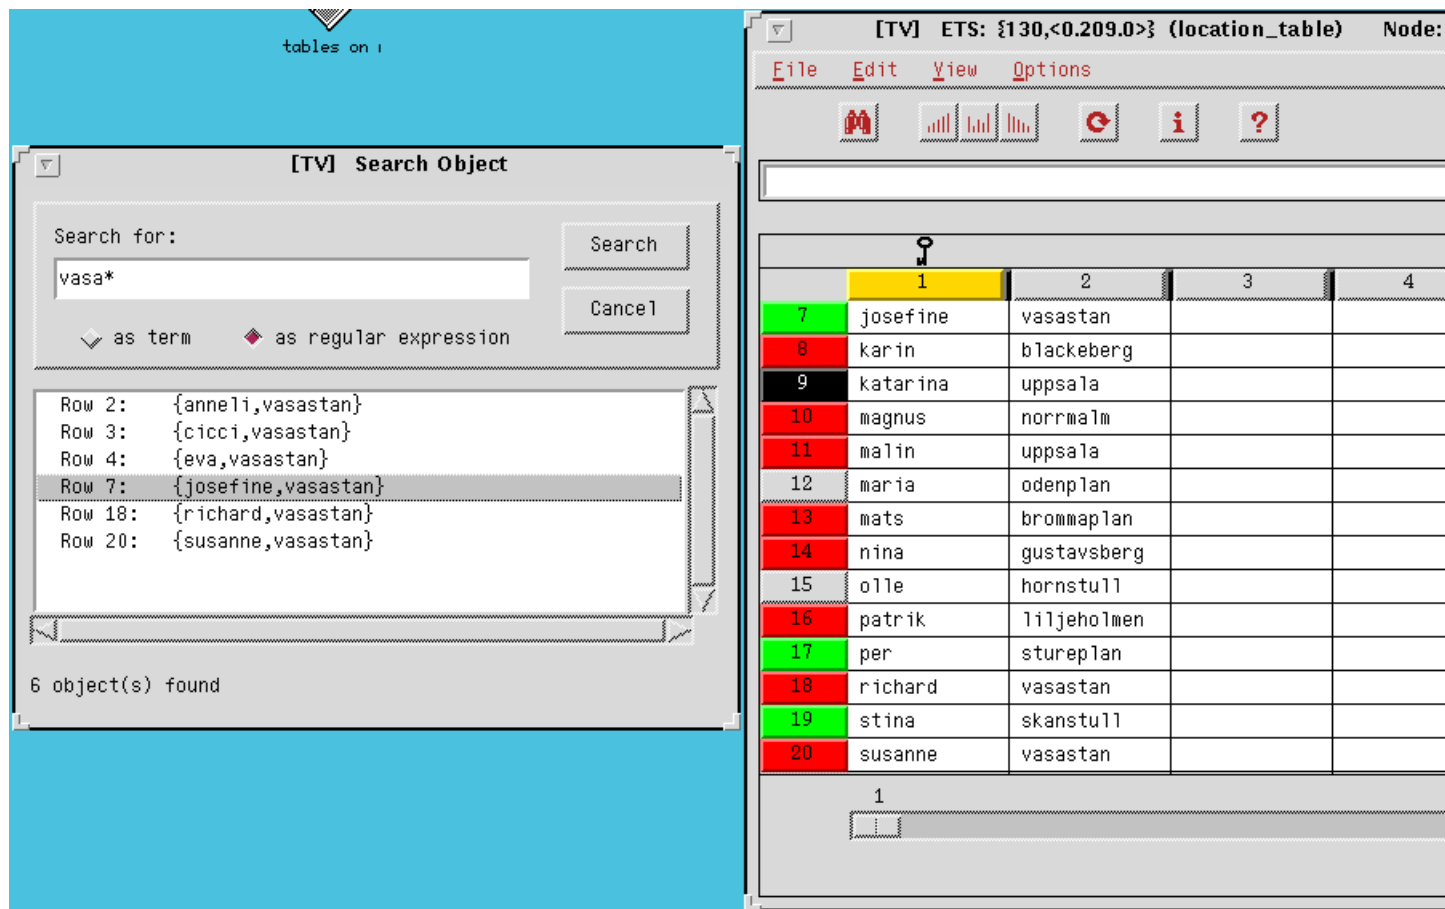 tables on
[TV] Search Object
Search for:
vasa*
Search
Cancel
as term
as regular expression
Row 2: {anneli,vasastan}
Row 3: {cicci,vasastan}
Row 4: {eva,vasastan}
Row 7: {josefine,vasastan}
Row 18: {richard,vasastan}
Row 20: {susanne,vasastan}
6 object(s) found
[TV] ETS: {130,<0.209.0>} (location_table) Node:
File Edit View Options
i ?
1 2 3 4
7 josefine vasastan
8 karin blackeberg
9 katarina uppsala
10 magnus norrmalm
11 malin uppsala
12 maria odenplan
13 mats brommaplan
14 nina gustavsberg
15 olle hornstull
16 patrik liljeholmen
17 per stureplan
18 richard vasastan
19 stina skanstull
20 susanne vasastan
1